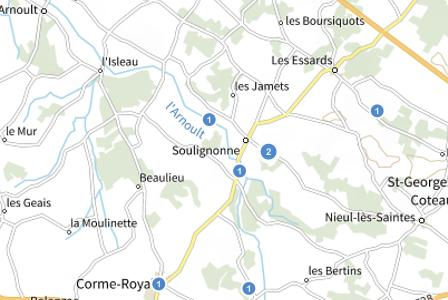 Arnoult
les Boursiquots
l'Isleau
Les Essards
les Jamets
1
1
l'Arnoult
le Mur
Soulignonne
2
1
Beaulieu
St-George
Coteau
les Geais
Nieul-lès-Saintes
la Moulinette
les Bertins
Corme-Roya
1
1